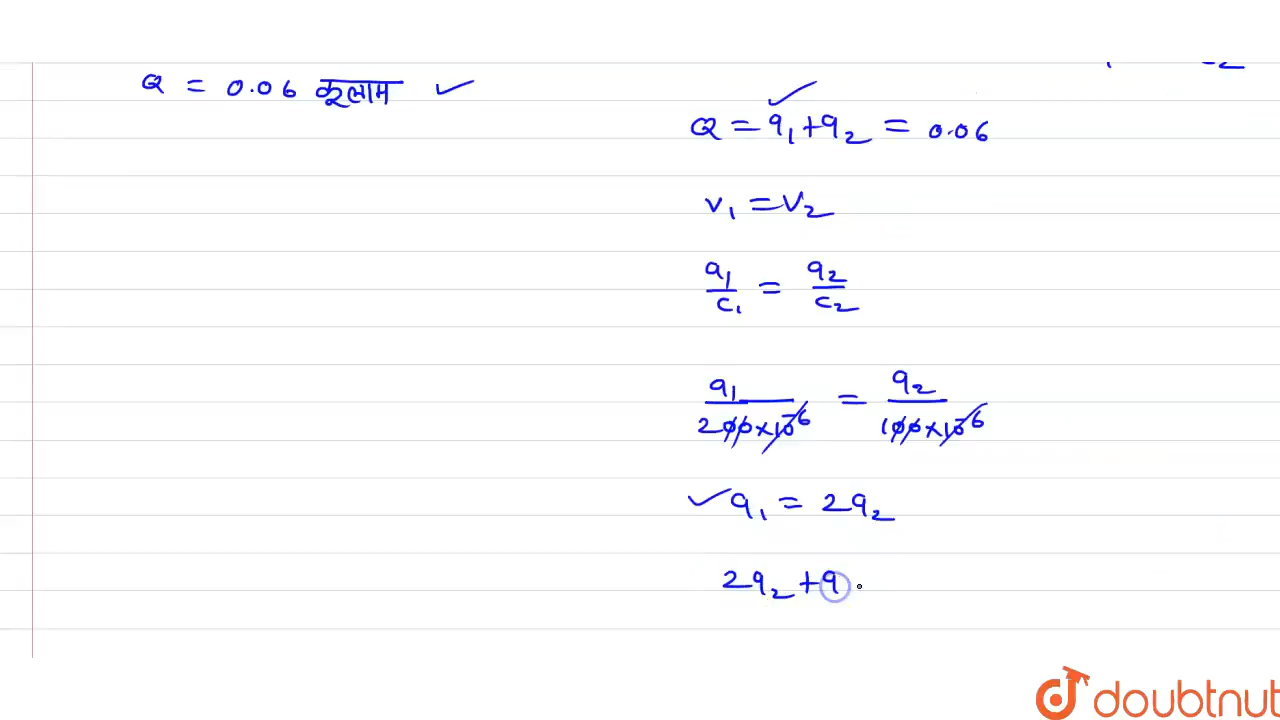 Q = 0.06 कूलाम ✓
Q = q₁+q₂ = 0.06
v₁ = v₂
q₁/c₁ = q₂/c₂
q₁/200×10⁻⁶ = q₂/100×10⁻⁶
✓ q₁ = 2q₂
2q₂ + q
doubtnut